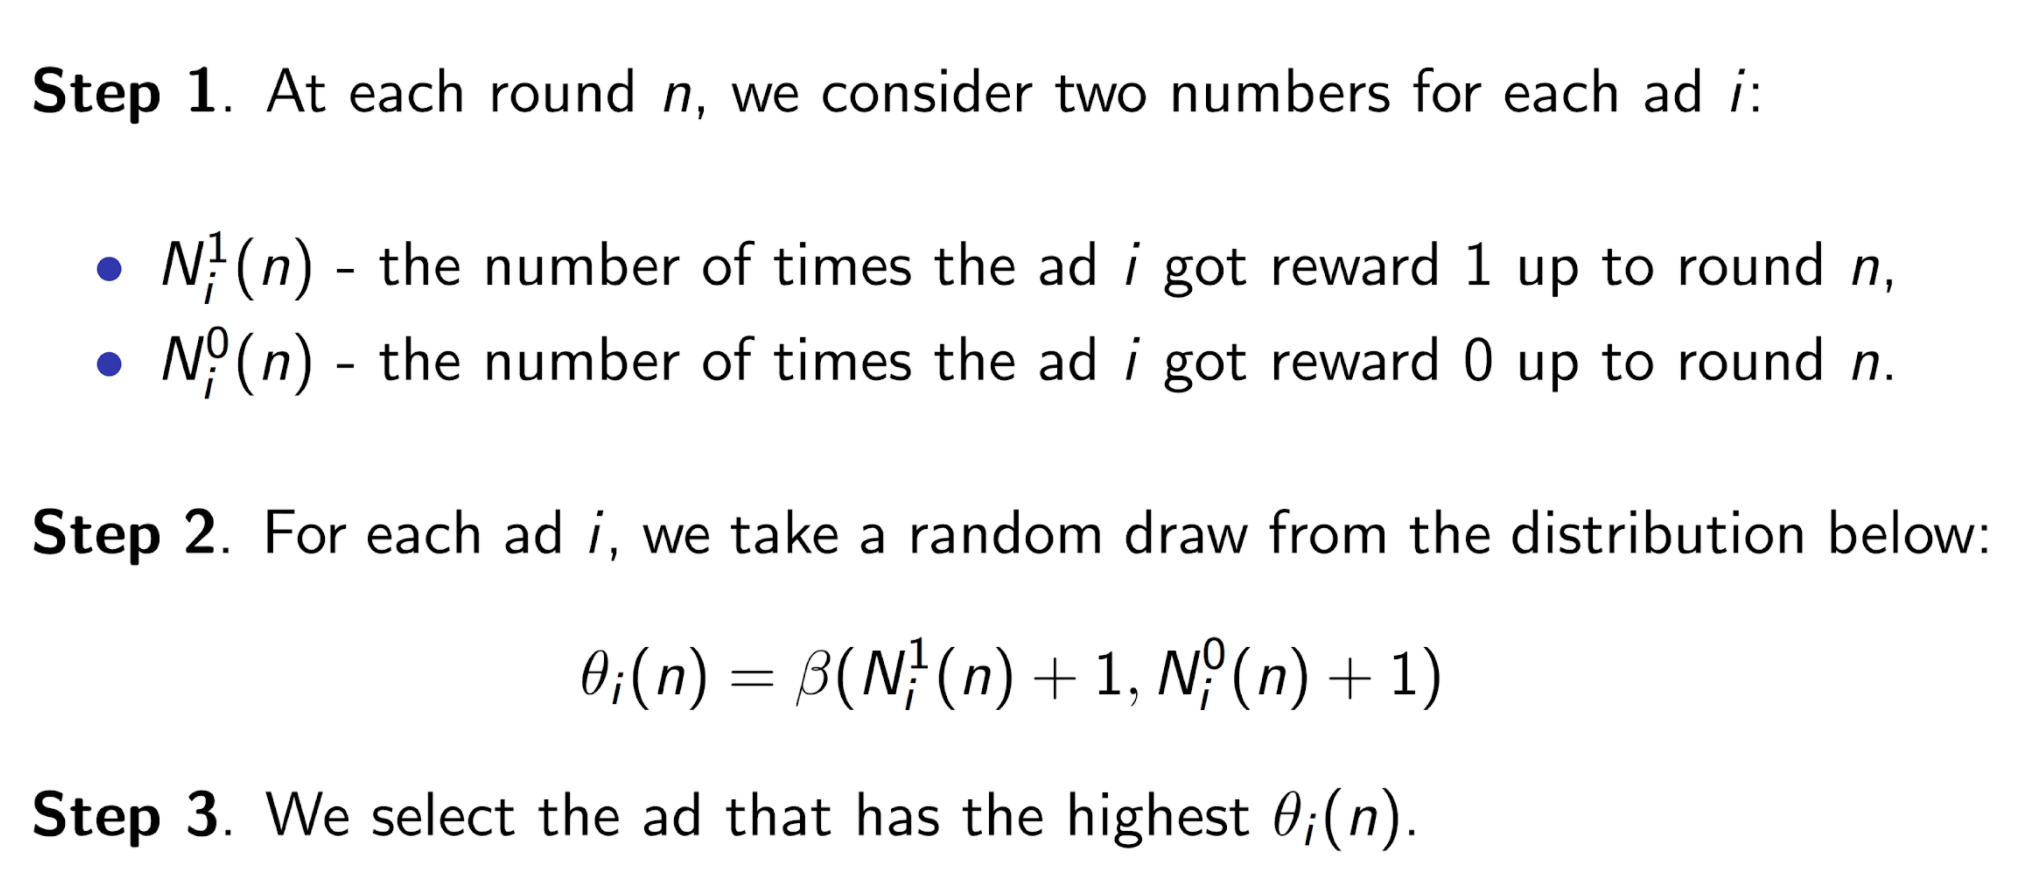 Step 1. At each round n, we consider two numbers for each ad i:
• N_i^1(n) - the number of times the ad i got reward 1 up to round n,
• N_i^0(n) - the number of times the ad i got reward 0 up to round n.
Step 2. For each ad i, we take a random draw from the distribution below:
θ_i(n) = β(N_i^1(n) + 1, N_i^0(n) + 1)
Step 3. We select the ad that has the highest θ_i(n).